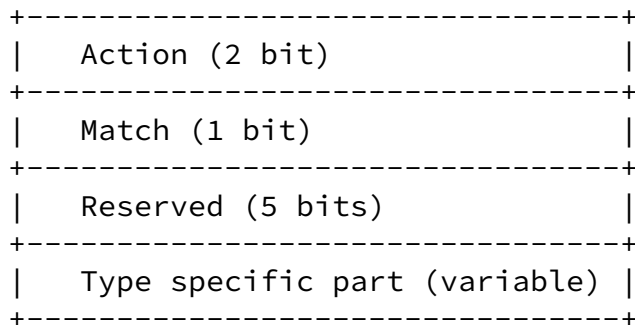 +---------------------------------+
|   Action (2 bit)                |
+---------------------------------+
|   Match (1 bit)                 |
+---------------------------------+
|   Reserved (5 bits)             |
+---------------------------------+
|   Type specific part (variable) |
+---------------------------------+